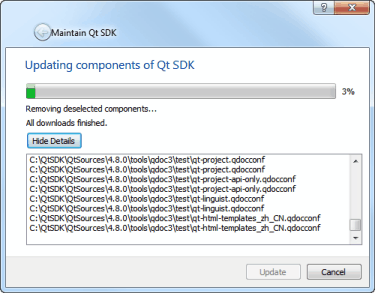 ?
Maintain Qt SDK
Updating components of Qt SDK
3%
Removing deselected components...
All downloads finished.
Hide Details
C:\QtSDK\QtSources\4.8.0\tools\qdoc3\test\qt-project.qdocconf
C:\QtSDK\QtSources\4.8.0\tools\qdoc3\test\qt-project.qdocconf
C:\QtSDK\QtSources\4.8.0\tools\qdoc3\test\qt-project-api-only.qdocconf
C:\QtSDK\QtSources\4.8.0\tools\qdoc3\test\qt-project-api-only.qdocconf
C:\QtSDK\QtSources\4.8.0\tools\qdoc3\test\qt-linguist.qdocconf
C:\QtSDK\QtSources\4.8.0\tools\qdoc3\test\qt-linguist.qdocconf
C:\QtSDK\QtSources\4.8.0\tools\qdoc3\test\qt-html-templates_zh_CN.qdocconf
C:\QtSDK\QtSources\4.8.0\tools\qdoc3\test\qt-html-templates_zh_CN.qdocconf
Update Cancel